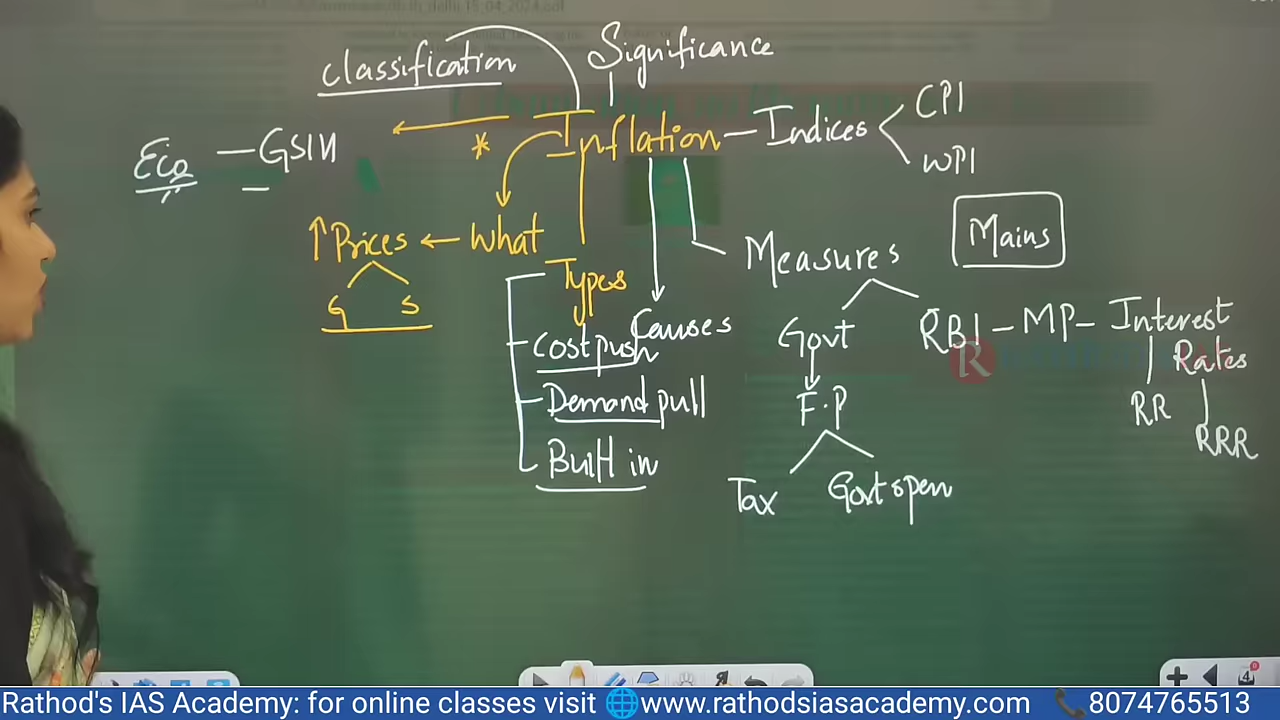 Significance
classification
Inflation — Indices
CPI
WPI
Eco — GSIII
*
↑Prices ← What
G S
Types
Cost push
Demand pull
Built in
Causes
Measures
Mains
Govt
RBI - MP - Interest Rates
F.P
RR
RRR
Tax
Govt spen
Rathod's IAS Academy: for online classes visit www.rathodsiasacademy.com 8074765513